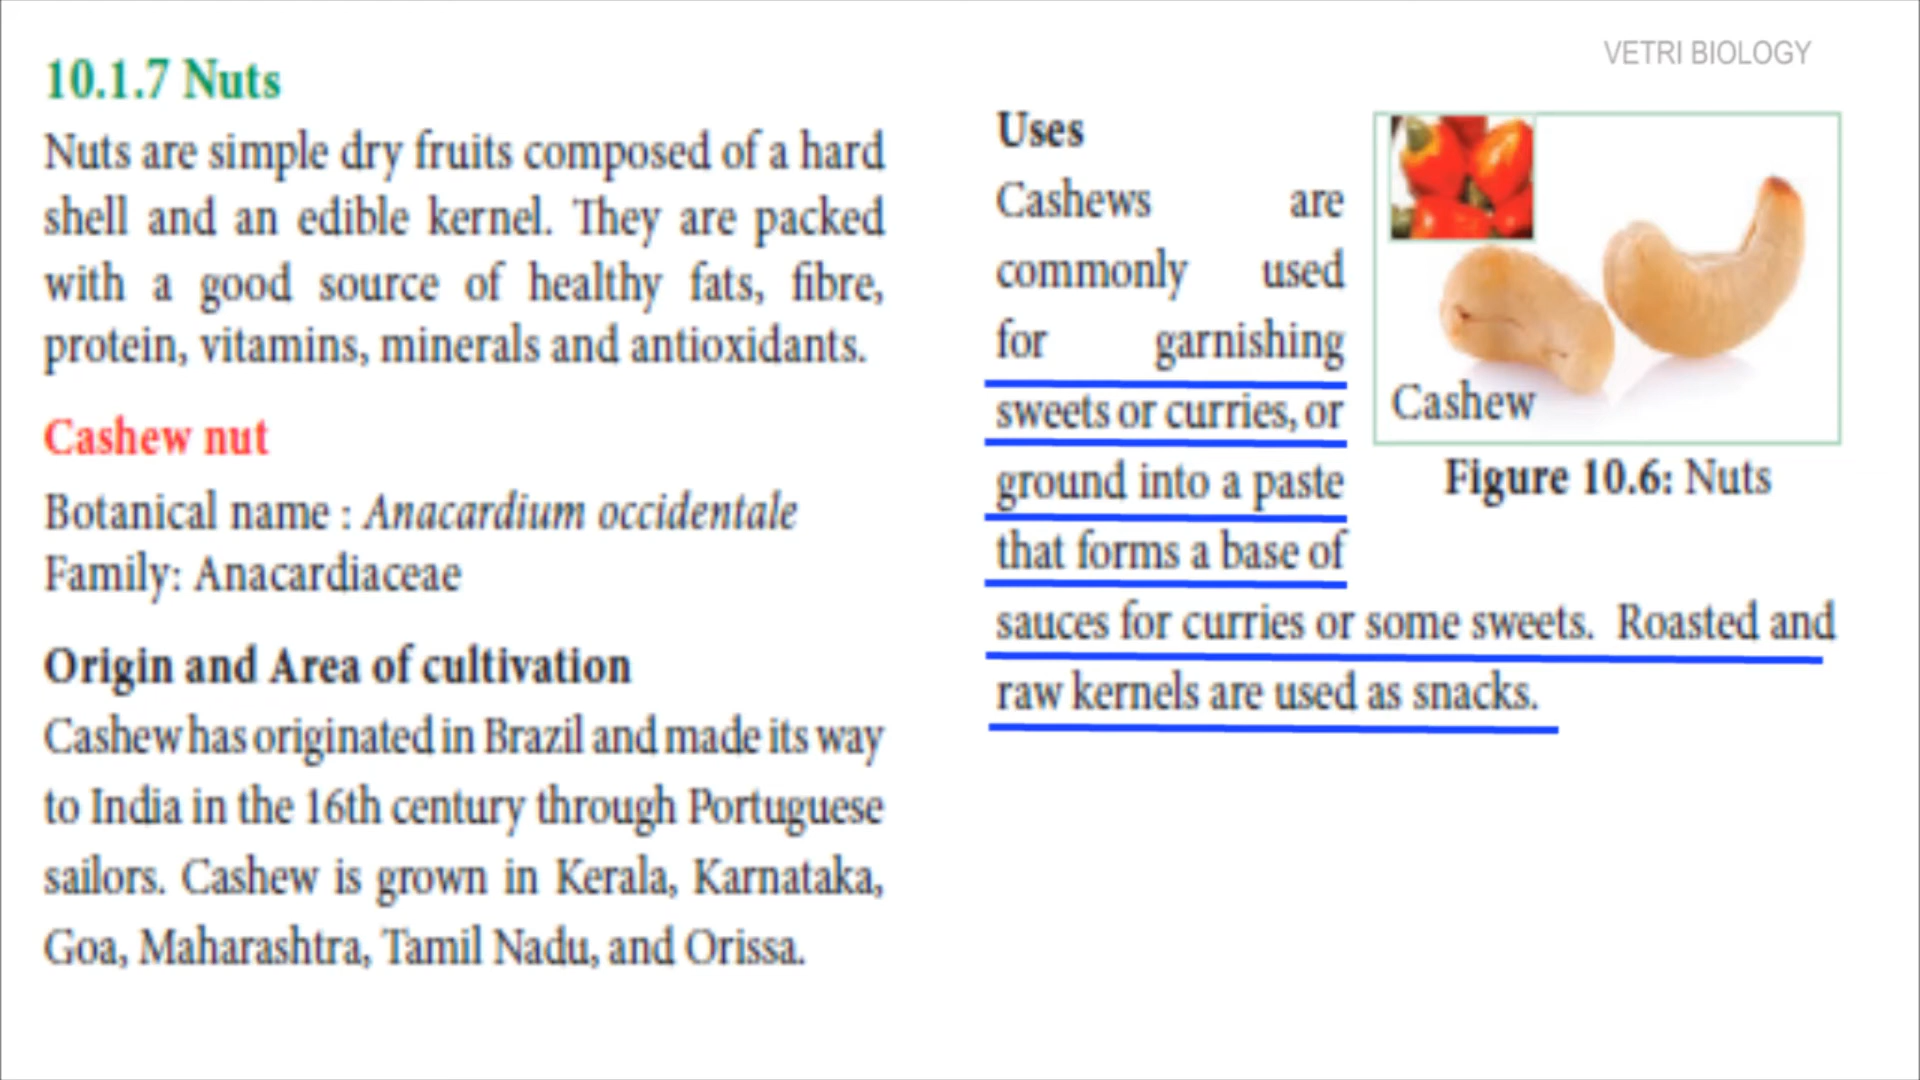 VETRI BIOLOGY
10.1.7 Nuts
Nuts are simple dry fruits composed of a hard
shell and an edible kernel. They are packed
with a good source of healthy fats, fibre,
protein, vitamins, minerals and antioxidants.
Cashew nut
Botanical name : Anacardium occidentale
Family: Anacardiaceae
Origin and Area of cultivation
Cashew has originated in Brazil and made its way
to India in the 16th century through Portuguese
sailors. Cashew is grown in Kerala, Karnataka,
Goa, Maharashtra, Tamil Nadu, and Orissa.
Uses
Cashews are
commonly used
for garnishing
sweets or curries, or
ground into a paste
that forms a base of
sauces for curries or some sweets. Roasted and
raw kernels are used as snacks.
Cashew
Figure 10.6: Nuts